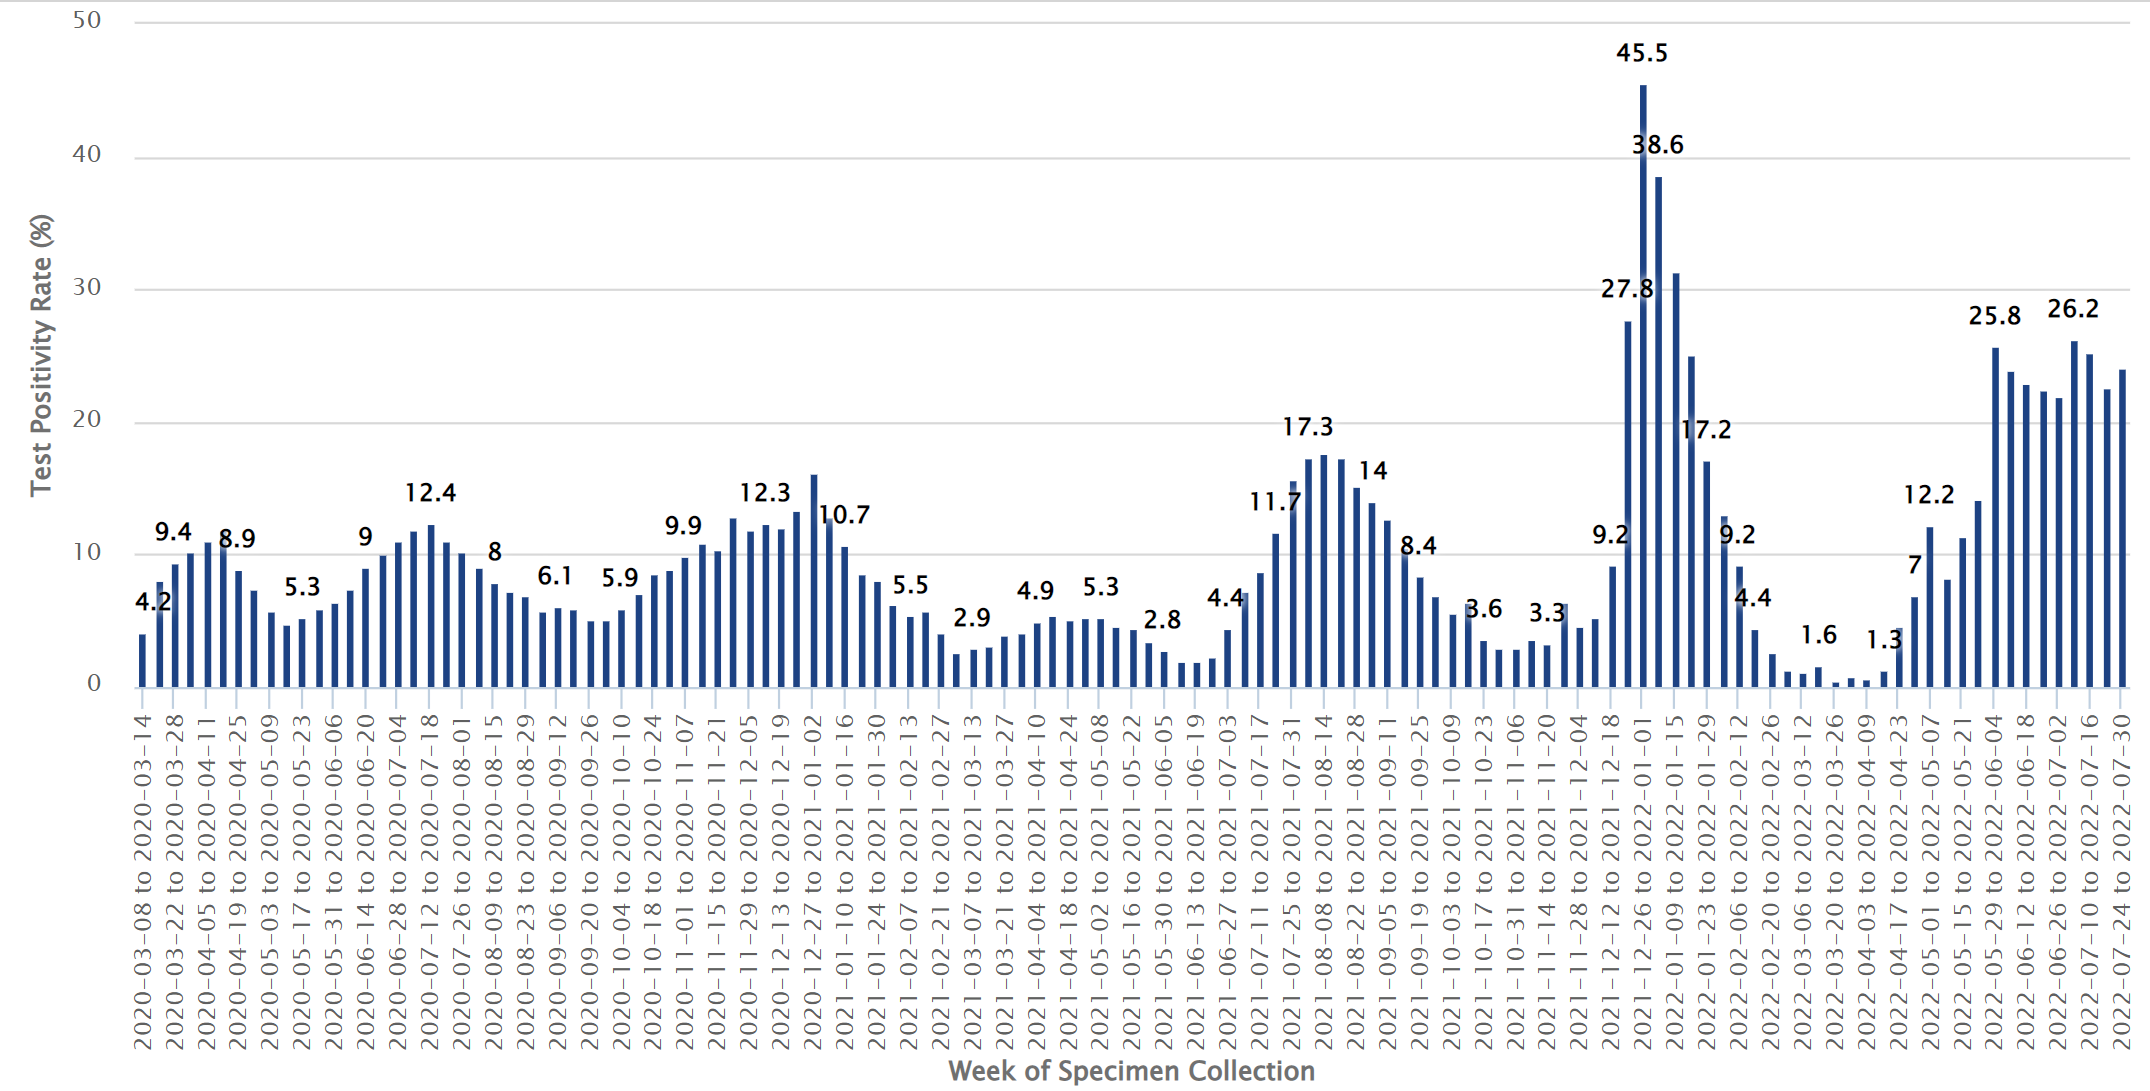 50
40
30
20
10
0
Test Positivity Rate (%)
4.2
9.4
8.9
5.3
9
12.4
8
6.1
5.9
9.9
12.3
10.7
5.5
2.9
4.9
5.3
2.8
4.4
11.7
17.3
14
8.4
3.6
3.3
9.2
27.8
45.5
38.6
17.2
9.2
4.4
1.6
1.3
7
12.2
25.8
26.2
2020-03-08 to 2020-03-14
2020-03-22 to 2020-03-28
2020-04-05 to 2020-04-11
2020-04-19 to 2020-04-25
2020-05-03 to 2020-05-09
2020-05-17 to 2020-05-23
2020-05-31 to 2020-06-06
2020-06-14 to 2020-06-20
2020-06-28 to 2020-07-04
2020-07-12 to 2020-07-18
2020-07-26 to 2020-08-01
2020-08-09 to 2020-08-15
2020-08-23 to 2020-08-29
2020-09-06 to 2020-09-12
2020-09-20 to 2020-09-26
2020-10-04 to 2020-10-10
2020-10-18 to 2020-10-24
2020-11-01 to 2020-11-07
2020-11-15 to 2020-11-21
2020-11-29 to 2020-12-05
2020-12-13 to 2020-12-19
2020-12-27 to 2021-01-02
2021-01-10 to 2021-01-16
2021-01-24 to 2021-01-30
2021-02-07 to 2021-02-13
2021-02-21 to 2021-02-27
2021-03-07 to 2021-03-13
2021-03-21 to 2021-03-27
2021-04-04 to 2021-04-10
2021-04-18 to 2021-04-24
2021-05-02 to 2021-05-08
2021-05-16 to 2021-05-22
2021-05-30 to 2021-06-05
2021-06-13 to 2021-06-19
2021-06-27 to 2021-07-03
2021-07-11 to 2021-07-17
2021-07-25 to 2021-07-31
2021-08-08 to 2021-08-14
2021-08-22 to 2021-08-28
2021-09-05 to 2021-09-11
2021-09-19 to 2021-09-25
2021-10-03 to 2021-10-09
2021-10-17 to 2021-10-23
2021-10-31 to 2021-11-06
2021-11-14 to 2021-11-20
2021-11-28 to 2021-12-04
2021-12-12 to 2021-12-18
2021-12-26 to 2022-01-01
2022-01-09 to 2022-01-15
2022-01-23 to 2022-01-29
2022-02-06 to 2022-02-12
2022-02-20 to 2022-02-26
2022-03-06 to 2022-03-12
2022-03-20 to 2022-03-26
2022-04-03 to 2022-04-09
2022-04-17 to 2022-04-23
2022-05-01 to 2022-05-07
2022-05-15 to 2022-05-21
2022-05-29 to 2022-06-04
2022-06-12 to 2022-06-18
2022-06-26 to 2022-07-02
2022-07-10 to 2022-07-16
2022-07-24 to 2022-07-30
Week of Specimen Collection